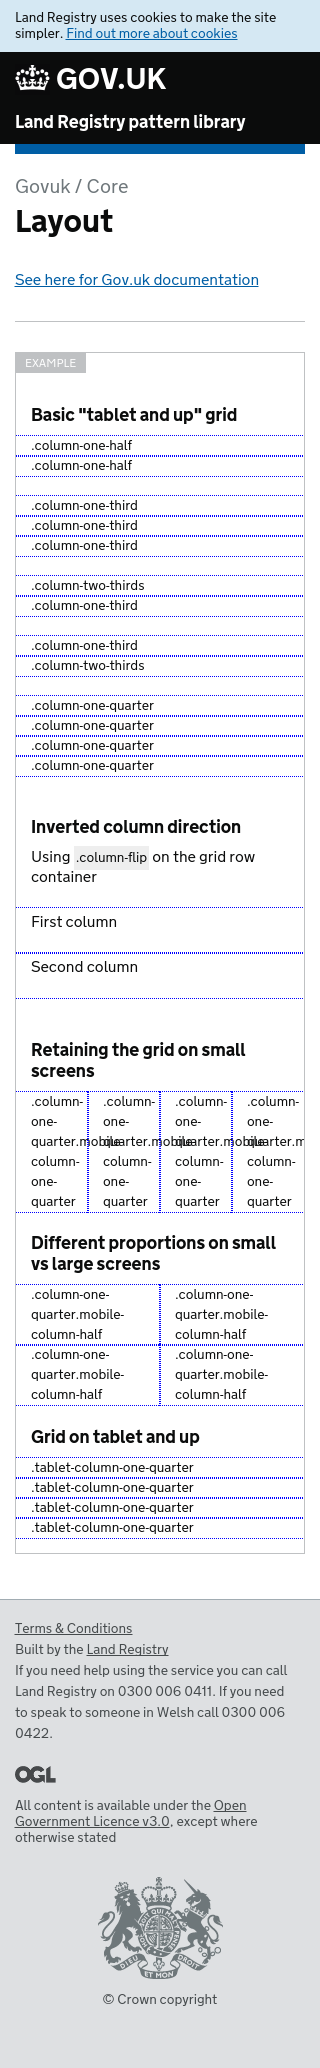 Land Registry uses cookies to make the site
simpler. Find out more about cookies
GOV.UK
Land Registry pattern library
Govuk / Core
Layout
See here for Gov.uk documentation
EXAMPLE
Basic "tablet and up" grid
.column-one-half
.column-one-half
.column-one-third
.column-one-third
.column-one-third
.column-two-thirds
.column-one-third
.column-one-third
.column-two-thirds
.column-one-quarter
.column-one-quarter
.column-one-quarter
.column-one-quarter
Inverted column direction
Using .column-flip on the grid row
container
First column
Second column
Retaining the grid on small
screens
.column- .column- .column- .column-
one- one- one- one-
quarter.mobile- quarter.mobile- quarter.mobile- quarter.m
column- column- column- column-
one- one- one- one-
quarter quarter quarter quarter
Different proportions on small
vs large screens
.column-one- .column-one-
quarter.mobile- quarter.mobile-
column-half column-half
.column-one- .column-one-
quarter.mobile- quarter.mobile-
column-half column-half
Grid on tablet and up
.tablet-column-one-quarter
.tablet-column-one-quarter
.tablet-column-one-quarter
.tablet-column-one-quarter
Terms & Conditions
Built by the Land Registry
If you need help using the service you can call
Land Registry on 0300 006 0411. If you need
to speak to someone in Welsh call 0300 006
0422.
OGL
All content is available under the Open
Government Licence v3.0, except where
otherwise stated
DIEU ET MON DROIT
© Crown copyright